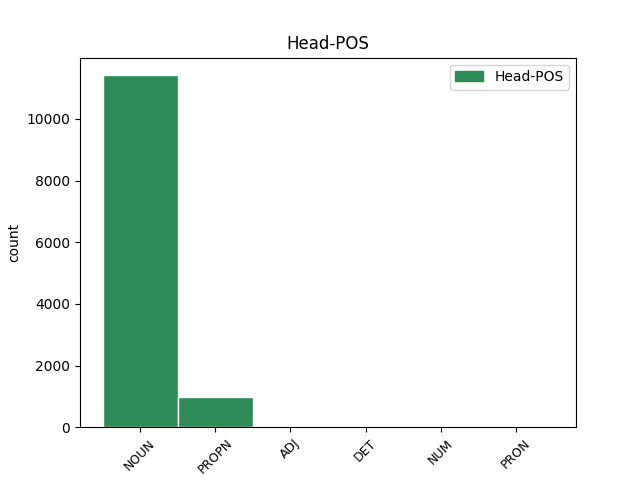 Head-POS
Head-POS
count
10000
8000
6000
4000
2000
0
NOUN
PROPN
ADJ
DET
NUM
PRON